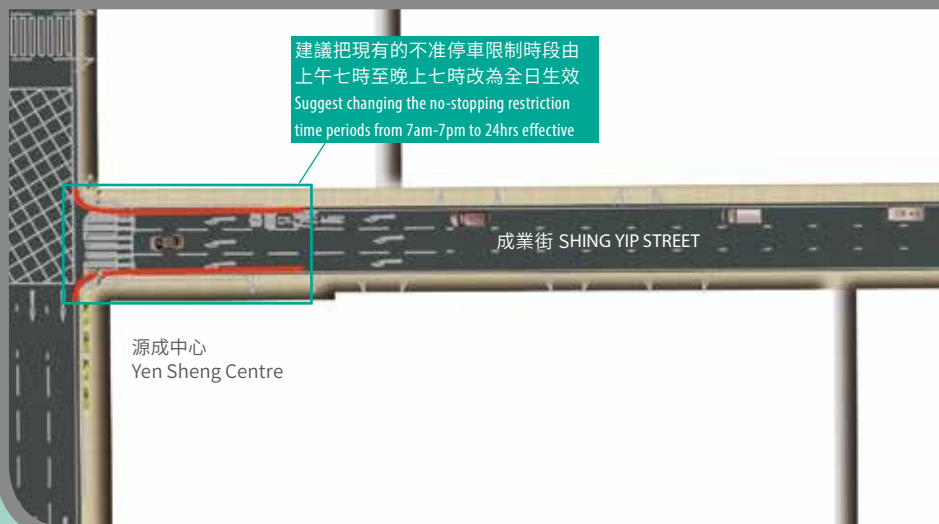 建議把現有的不准停車限制時段由
上午七時至晚上七時改為全日生效
Suggest changing the no-stopping restriction
time periods from 7am-7pm to 24hrs effective
成業街 SHING YIP STREET
源成中心
Yen Sheng Centre